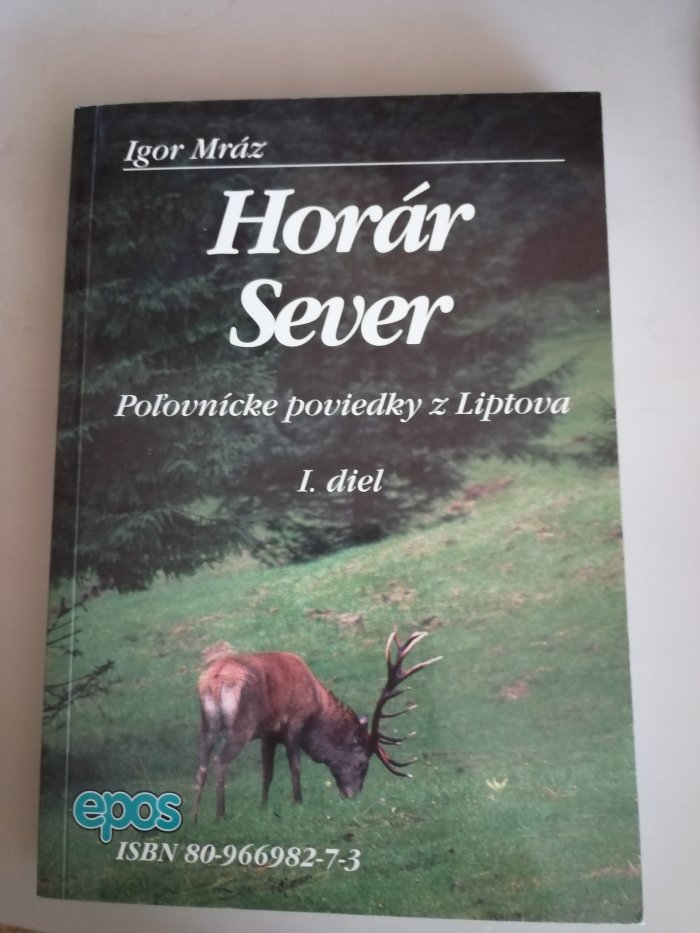 Igor Mráz
Horár
Sever
Poľovnícke poviedky z Liptova
I. diel
epos
ISBN 80-966982-7-3